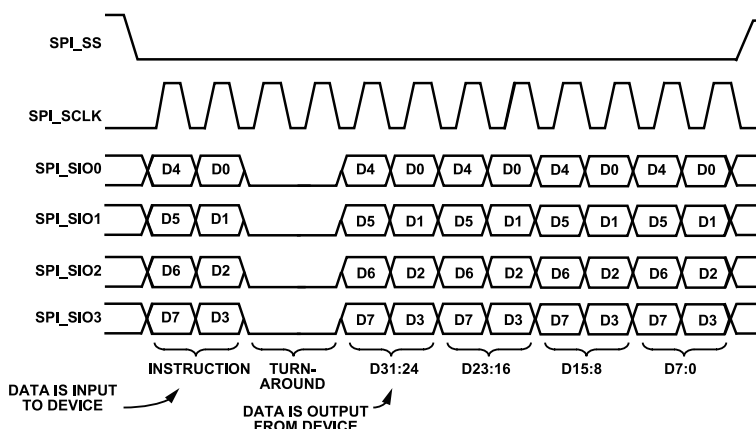 SPI_SS
SPI_SCLK
SPI_SIO0 D4 D0 D4 D0 D4 D0 D4 D0 D4 D0
SPI_SIO1 D5 D1 D5 D1 D5 D1 D5 D1 D5 D1
SPI_SIO2 D6 D2 D6 D2 D6 D2 D6 D2 D6 D2
SPI_SIO3 D7 D3 D7 D3 D7 D3 D7 D3 D7 D3
INSTRUCTION TURN- D31:24 D23:16 D15:8 D7:0
AROUND
DATA IS INPUT
TO DEVICE
DATA IS OUTPUT
FROM DEVICE